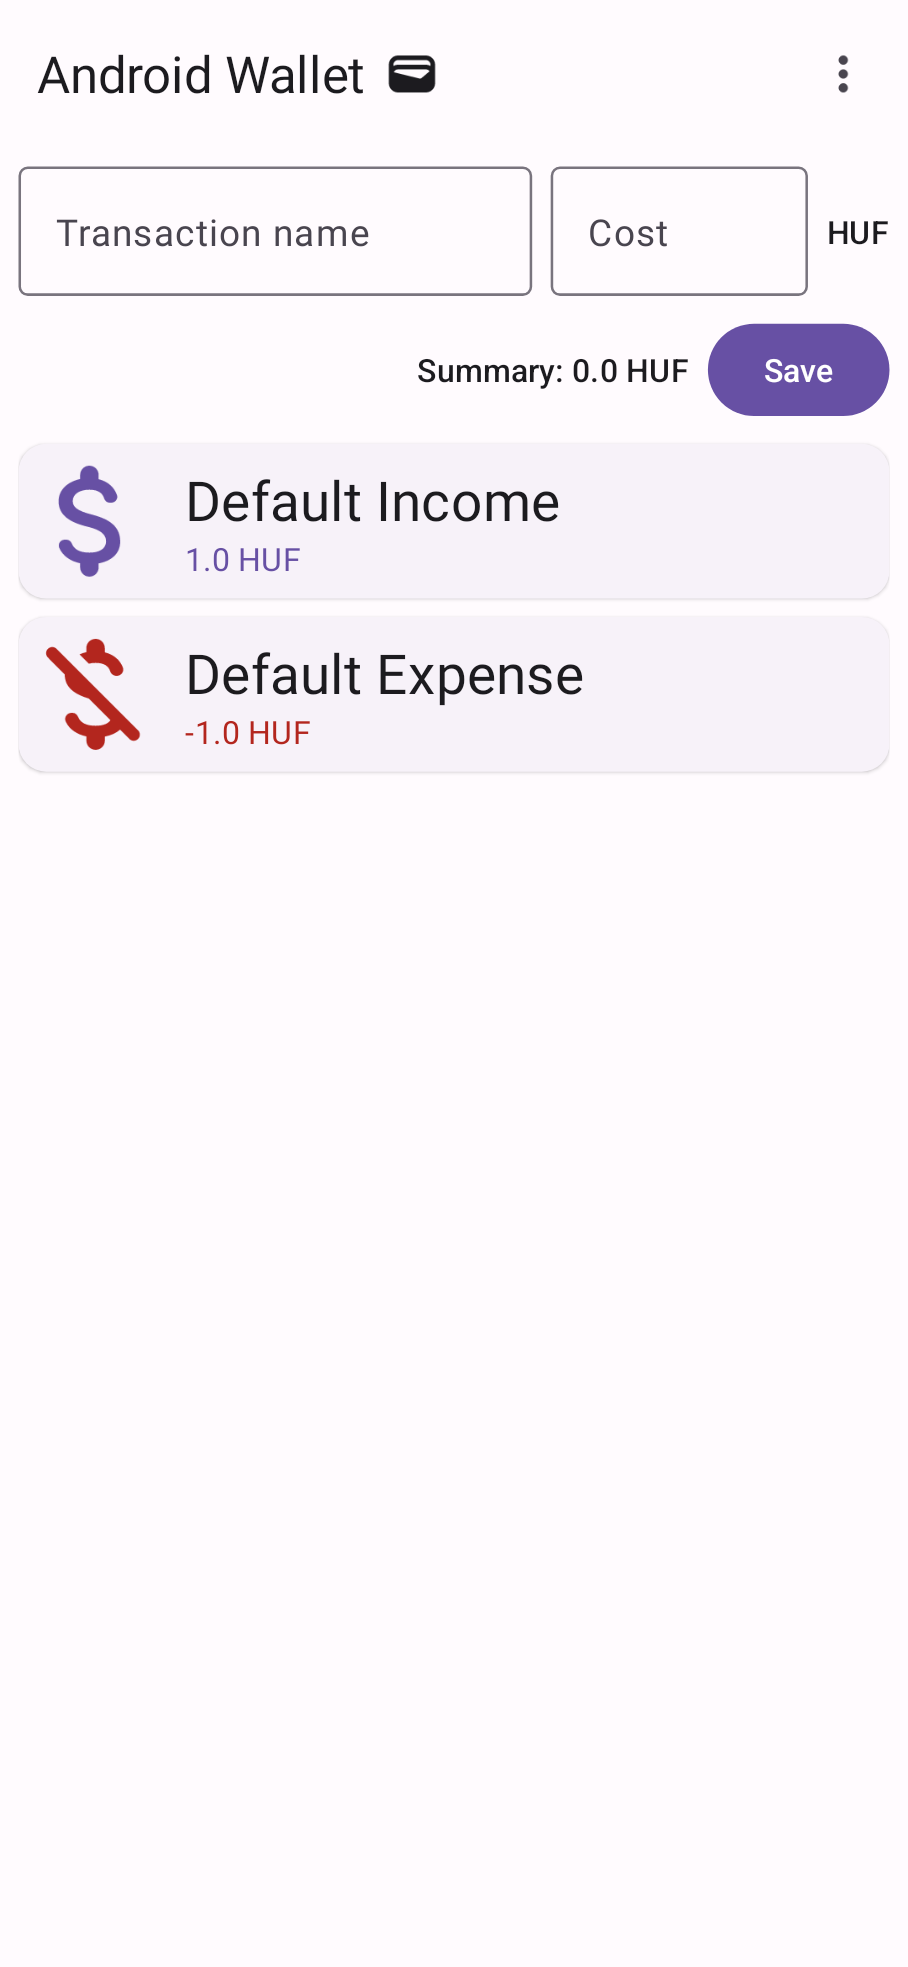 Android Wallet
Transaction name
Cost
HUF
Summary: 0.0 HUF
Save
Default Income
1.0 HUF
Default Expense
-1.0 HUF